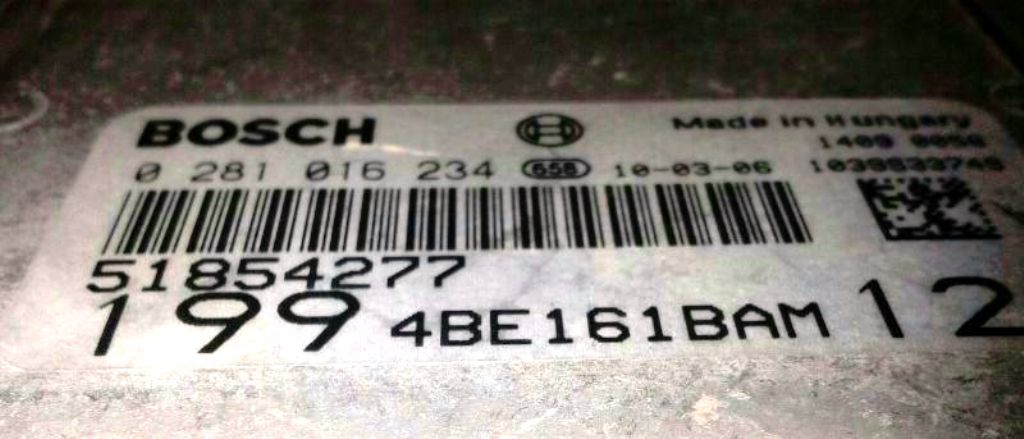 BOSCH
Made in Hungary
0 281 016 234 658 10-03-06
51854277
199 4BE161BAM 12